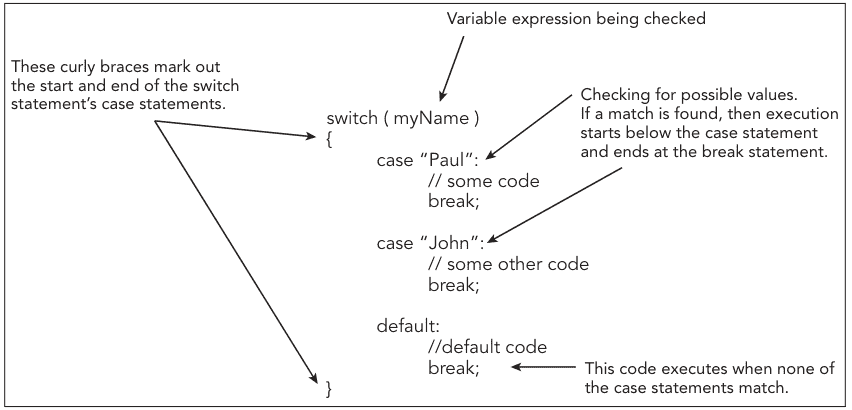 Variable expression being checked
These curly braces mark out
the start and end of the switch
statement’s case statements.
Checking for possible values.
If a match is found, then execution
starts below the case statement
and ends at the break statement.
switch ( myName )
{
case “Paul”:
// some code
break;
case “John”:
// some other code
break;
default:
//default code
break;
This code executes when none of
the case statements match.
}